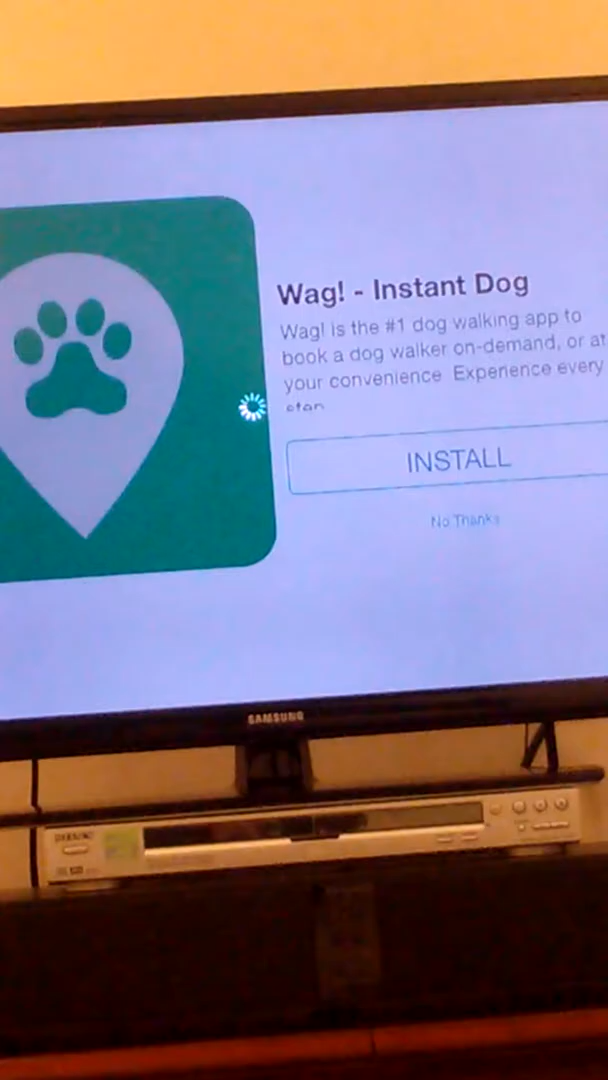 Wag! - Instant Dog
Wag! is the #1 dog walking app to
book a dog walker on-demand, or at
your convenience Experience every
INSTALL
No Thanks
SAMSUNG